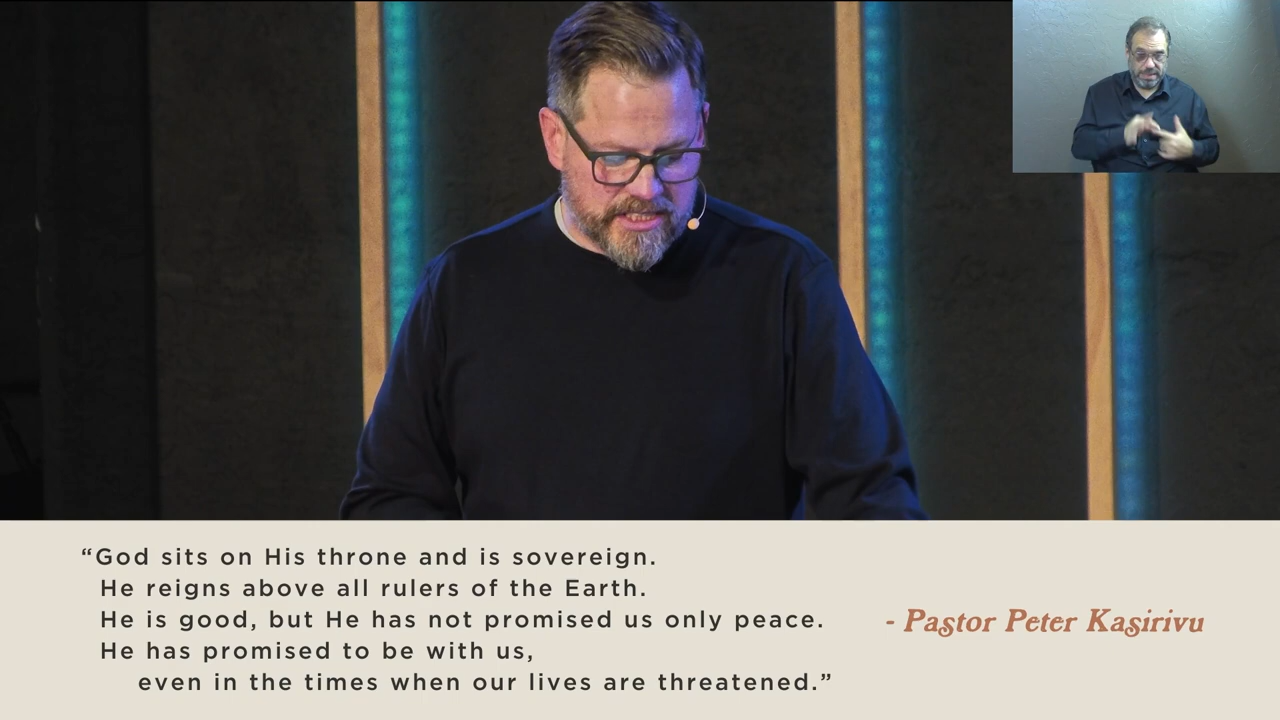 “God sits on His throne and is sovereign.
He reigns above all rulers of the Earth.
He is good, but He has not promised us only peace.
He has promised to be with us,
even in the times when our lives are threatened.”
- Pastor Peter Kasirivu